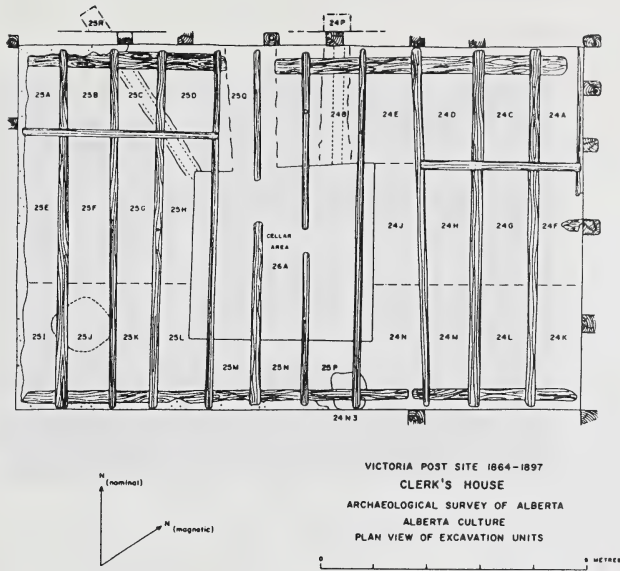 25R
24P
25A 25B 25C 25D 25Q 24B 24E 24D 24C 24A
25E 25F 25G 25H 24J 24H 24G 24F
CELLAR
AREA
26A
25I 25J 25K 25L 24N 24M 24L 24K
25M 25N 25P
24 N 3
N
(nominal)
N
(magnetic)
VICTORIA POST SITE 1864-1897
CLERK'S HOUSE
ARCHAEOLOGICAL SURVEY OF ALBERTA
ALBERTA CULTURE
PLAN VIEW OF EXCAVATION UNITS
0 METRES